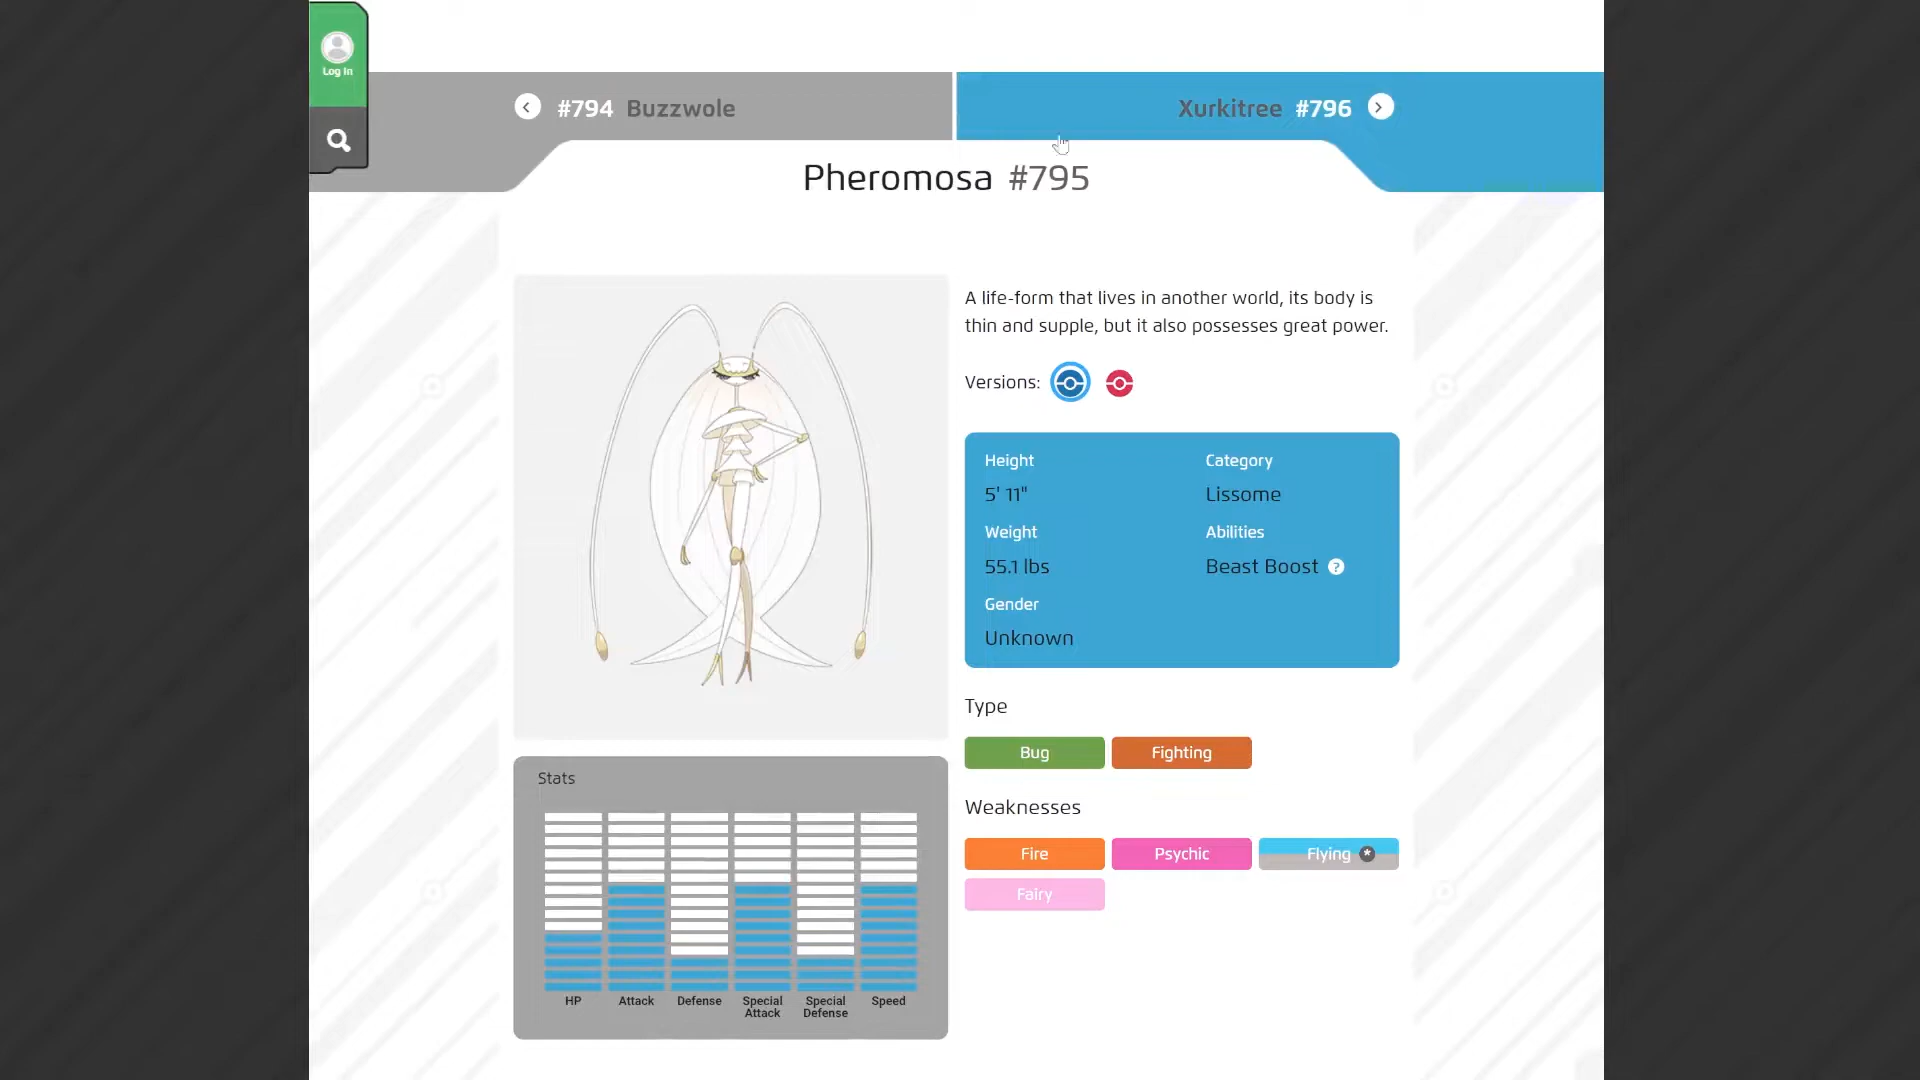 Log In
#794 Buzzwole
Xurkitree #796
Pheromosa #795
A life-form that lives in another world, its body is
thin and supple, but it also possesses great power.
Versions:
Height
5' 11"
Category
Lissome
Weight
55.1 lbs
Abilities
Beast Boost ?
Gender
Unknown
Type
Bug
Fighting
Weaknesses
Fire
Psychic
Flying *
Fairy
Stats
HP
Attack
Defense
Special
Attack
Special
Defense
Speed